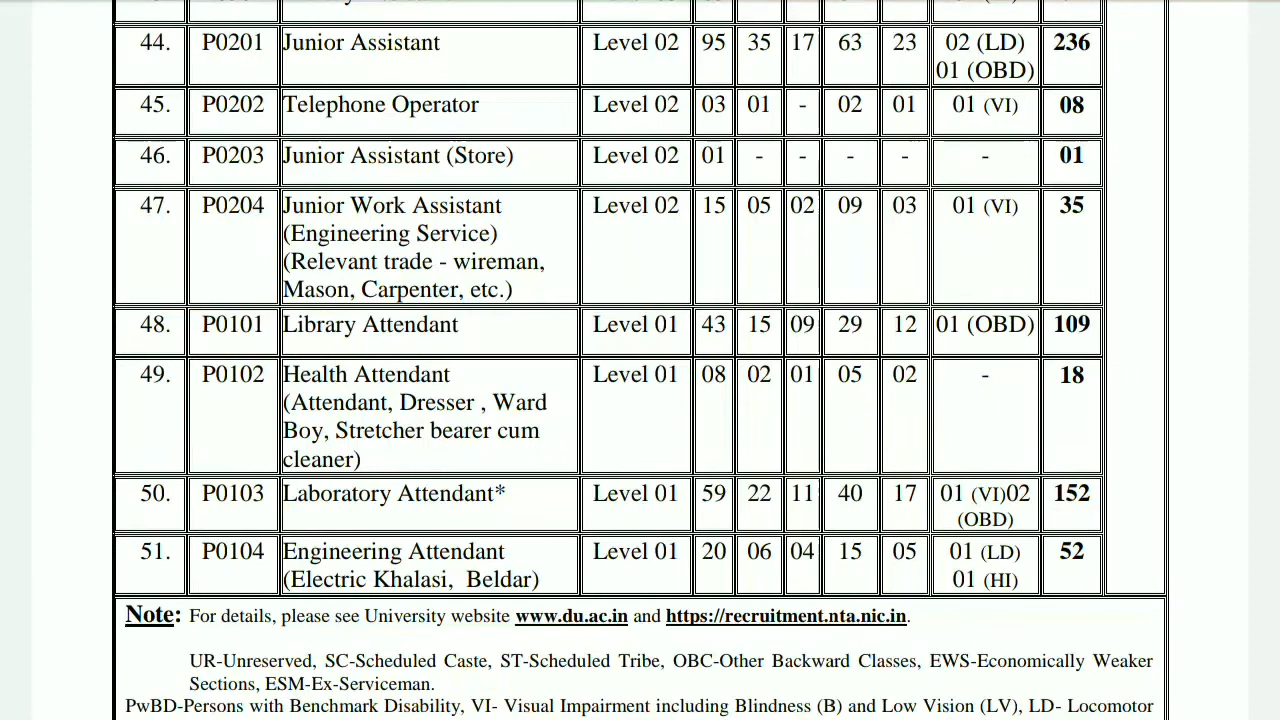 44. P0201 Junior Assistant Level 02 95 35 17 63 23 02 (LD) 236
01 (OBD)
45. P0202 Telephone Operator Level 02 03 01 - 02 01 01 (VI) 08
46. P0203 Junior Assistant (Store) Level 02 01 - - - - - 01
47. P0204 Junior Work Assistant Level 02 15 05 02 09 03 01 (VI) 35
(Engineering Service)
(Relevant trade - wireman,
Mason, Carpenter, etc.)
48. P0101 Library Attendant Level 01 43 15 09 29 12 01 (OBD) 109
49. P0102 Health Attendant Level 01 08 02 01 05 02 - 18
(Attendant, Dresser , Ward
Boy, Stretcher bearer cum
cleaner)
50. P0103 Laboratory Attendant* Level 01 59 22 11 40 17 01 (VI)02 152
(OBD)
51. P0104 Engineering Attendant Level 01 20 06 04 15 05 01 (LD) 52
(Electric Khalasi, Beldar) 01 (HI)
Note: For details, please see University website www.du.ac.in and https://recruitment.nta.nic.in.
UR-Unreserved, SC-Scheduled Caste, ST-Scheduled Tribe, OBC-Other Backward Classes, EWS-Economically Weaker
Sections, ESM-Ex-Serviceman.
PwBD-Persons with Benchmark Disability, VI- Visual Impairment including Blindness (B) and Low Vision (LV), LD- Locomotor